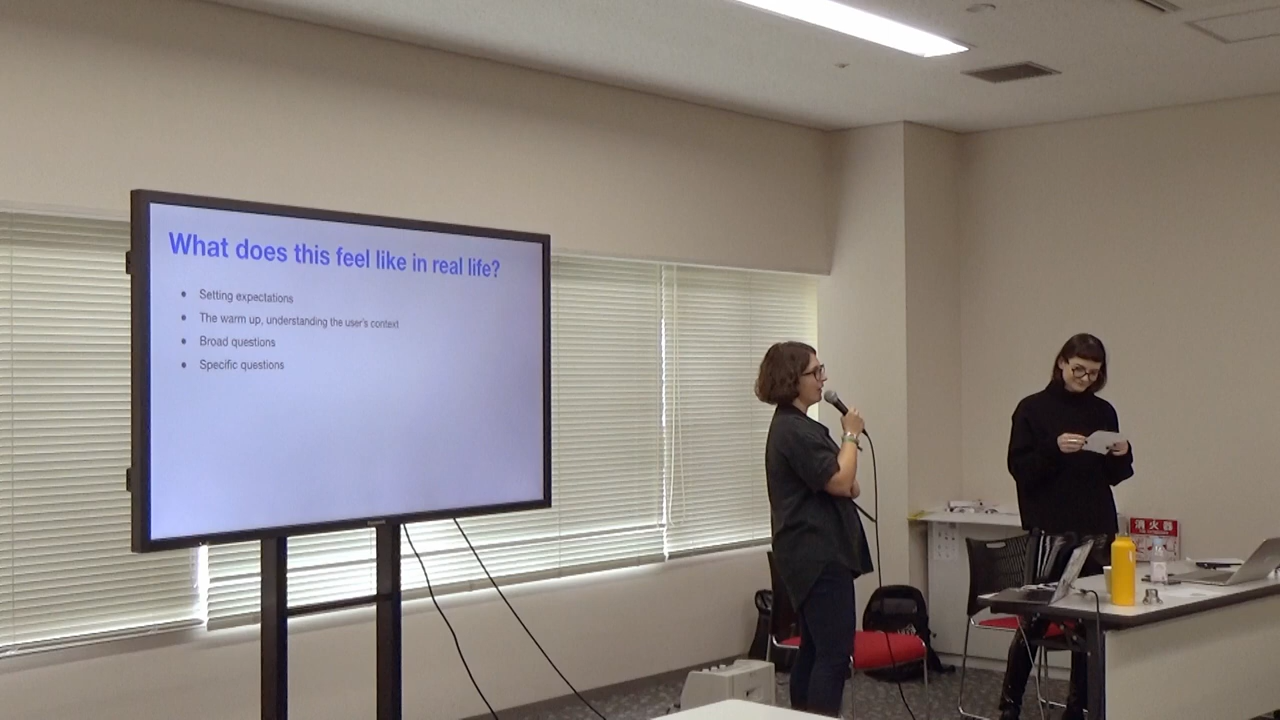 What does this feel like in real life?
Setting expectations
The warm up, understanding the user's context
Broad questions
Specific questions
Panasonic
消火器